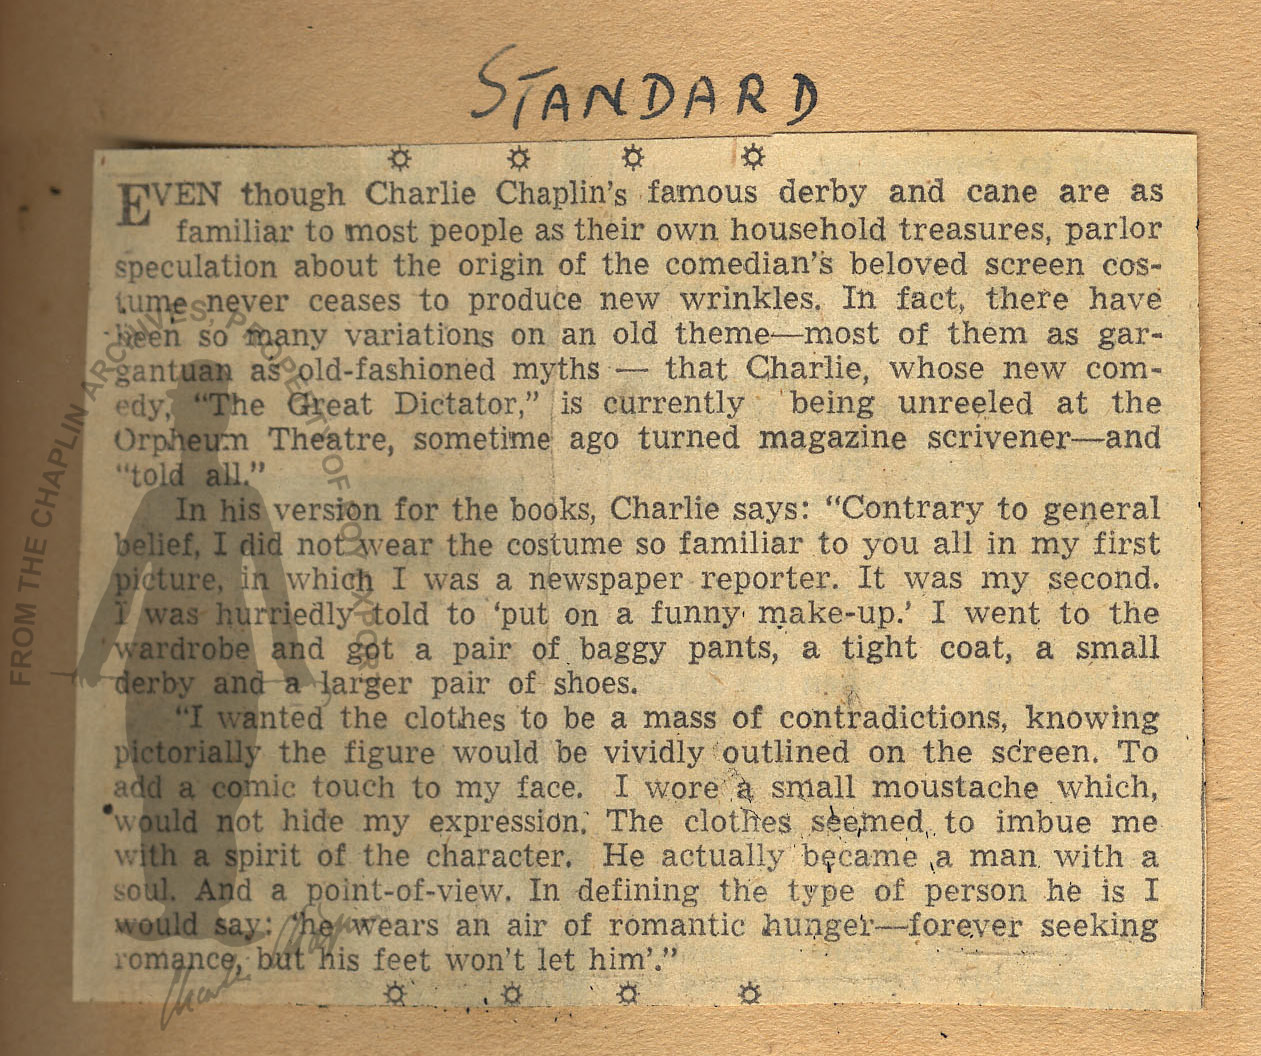 STANDARD
EVEN though Charlie Chaplin's famous derby and cane are as
familiar to most people as their own household treasures, parlor
speculation about the origin of the comedian's beloved screen cos-
tume never ceases to produce new wrinkles. In fact, there have
been so many variations on an old theme—most of them as gar-
gantuan as old-fashioned myths — that Charlie, whose new com-
edy, "The Great Dictator," is currently being unreeled at the
Orpheum Theatre, sometime ago turned magazine scrivener—and
"told all."
In his version for the books, Charlie says: "Contrary to general
belief, I did not wear the costume so familiar to you all in my first
picture, in which I was a newspaper reporter. It was my second.
I was hurriedly told to 'put on a funny make-up.' I went to the
wardrobe and got a pair of baggy pants, a tight coat, a small
derby and a larger pair of shoes.
"I wanted the clothes to be a mass of contradictions, knowing
pictorially the figure would be vividly outlined on the screen. To
add a comic touch to my face. I wore a small moustache which,
would not hide my expression. The clothes seemed to imbue me
with a spirit of the character. He actually became a man with a
soul. And a point-of-view. In defining the type of person he is I
would say: 'he wears an air of romantic hunger—forever seeking
romance, but his feet won't let him'."
FROM THE CHAPLIN ARCHIVES, PROPERTY OF